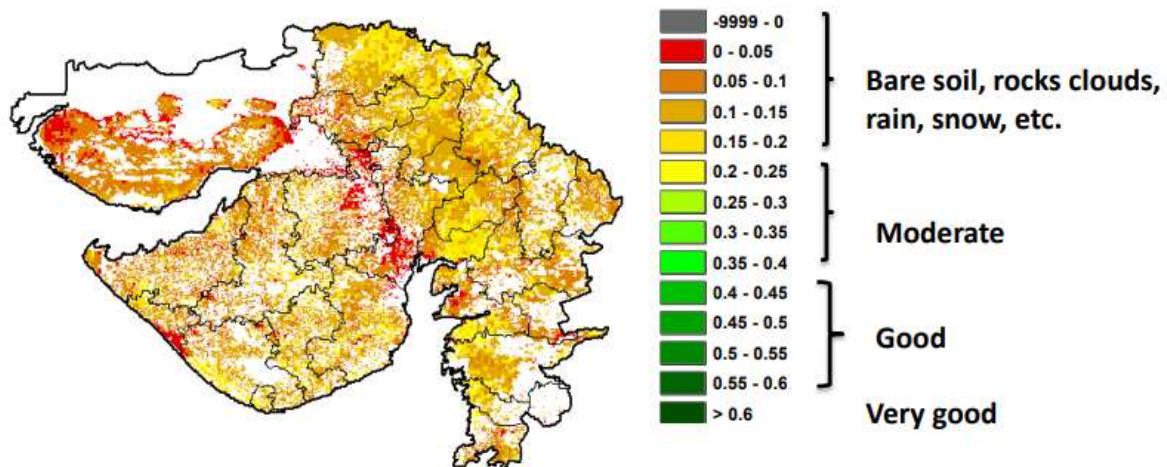 -9999 - 0
0 - 0.05
0.05 - 0.1
0.1 - 0.15
0.15 - 0.2
0.2 - 0.25
0.25 - 0.3
0.3 - 0.35
0.35 - 0.4
0.4 - 0.45
0.45 - 0.5
0.5 - 0.55
0.55 - 0.6
> 0.6
Bare soil, rocks clouds,
rain, snow, etc.
Moderate
Good
Very good